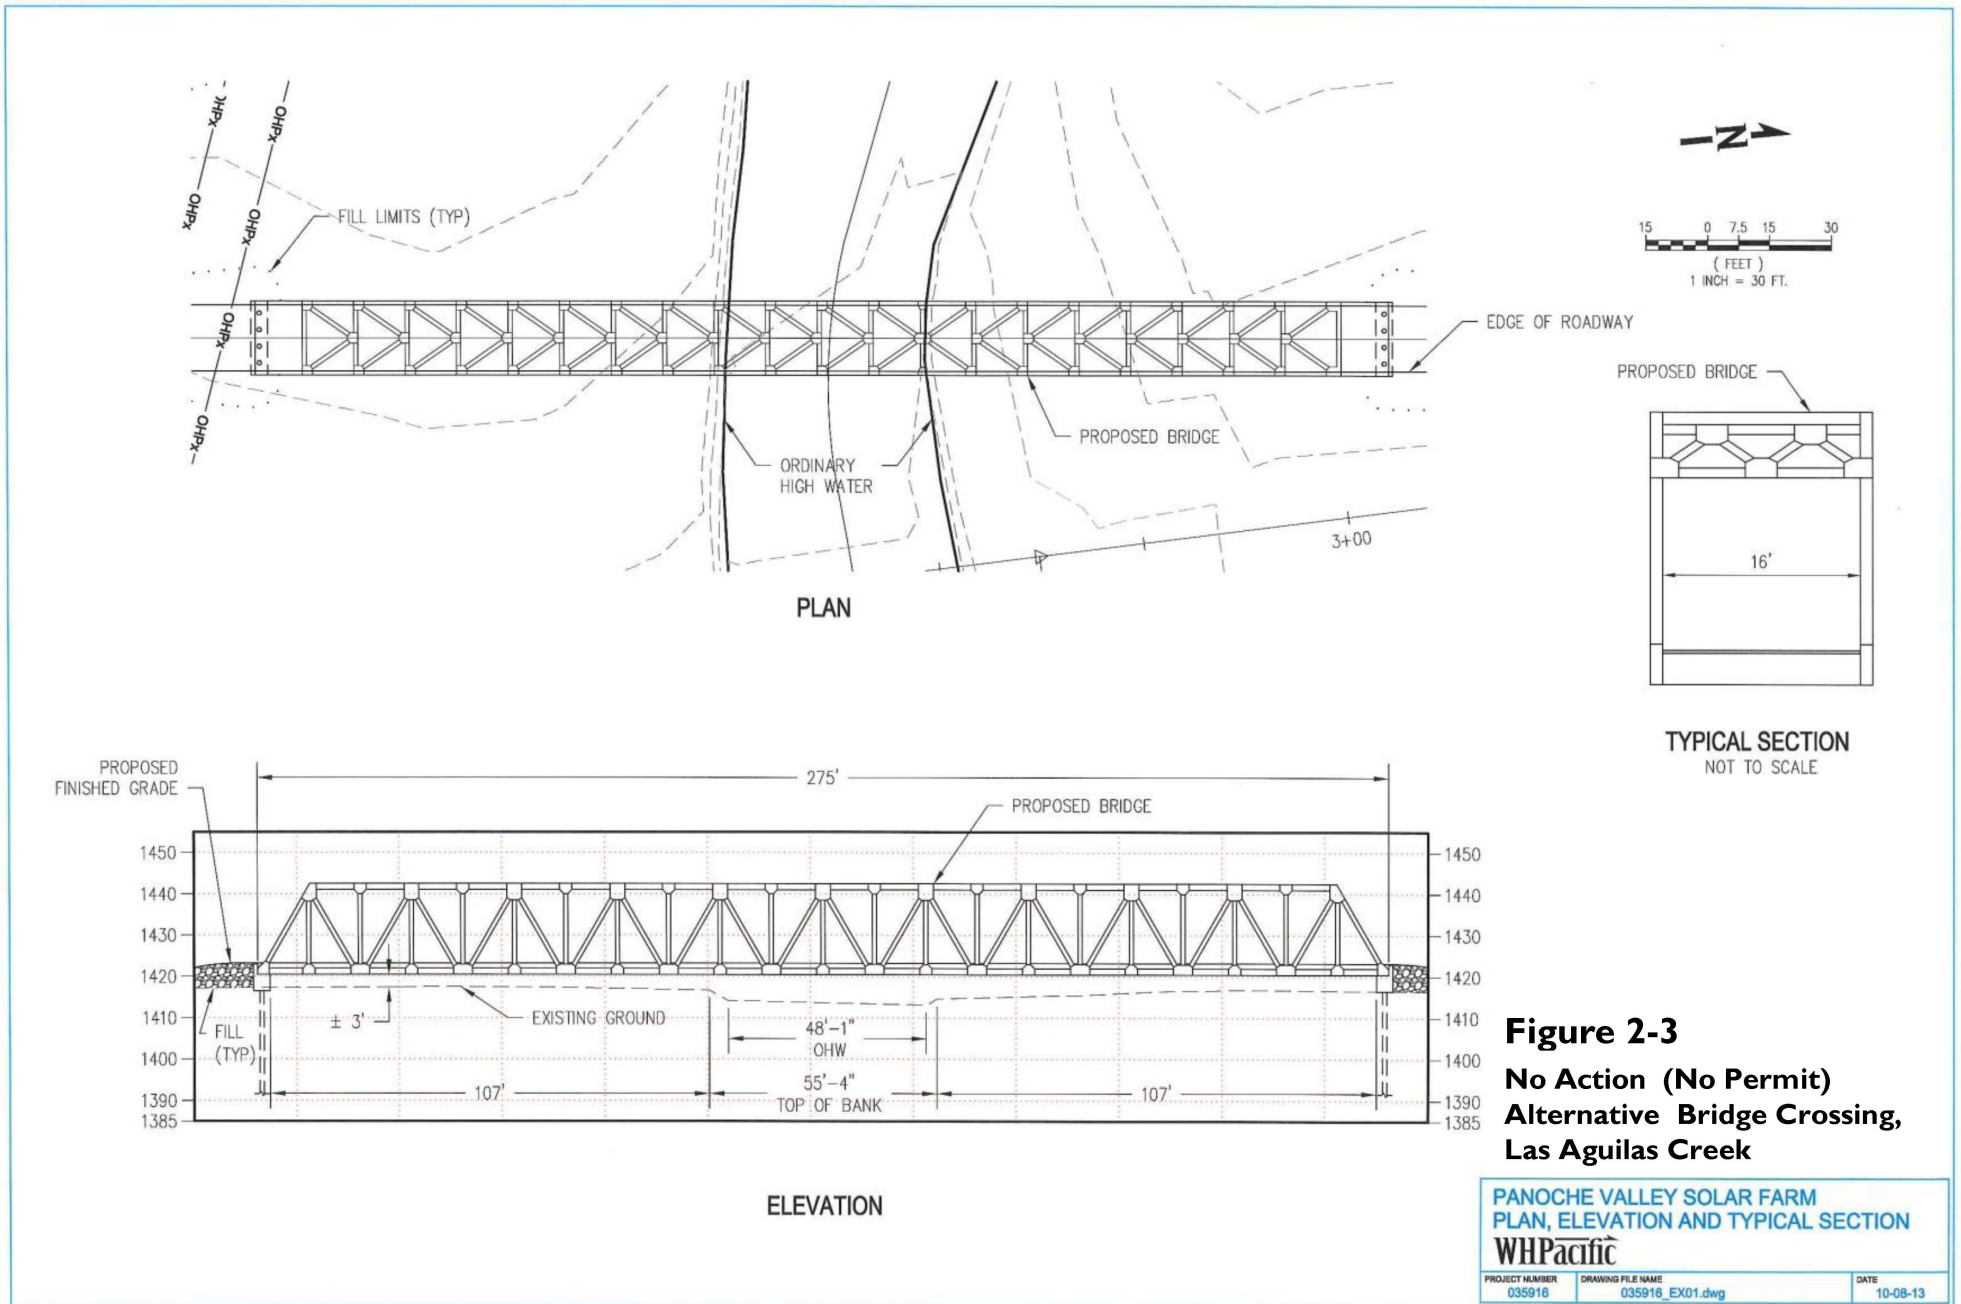 OHPx
OHPx
OHPx
OHPx
OHPx
OHPx
FILL LIMITS (TYP)
N
15 0 7.5 15 30
( FEET )
1 INCH = 30 FT.
EDGE OF ROADWAY
PROPOSED BRIDGE
PROPOSED BRIDGE
ORDINARY
HIGH WATER
3+00
16'
PLAN
TYPICAL SECTION
NOT TO SCALE
PROPOSED
FINISHED GRADE
275'
PROPOSED BRIDGE
1450 1450
1440 1440
1430 1430
1420 1420
1410 1410
1400 1400
1390 1390
1385 1385
FILL
(TYP)
± 3'
EXISTING GROUND
48'-1"
OHW
107'
55'-4"
TOP OF BANK
107'
ELEVATION
Figure 2-3
No Action (No Permit)
Alternative Bridge Crossing,
Las Aguilas Creek
PANOCHE VALLEY SOLAR FARM
PLAN, ELEVATION AND TYPICAL SECTION
WHPacific
PROJECT NUMBER
035916
DRAWING FILE NAME
035916_EX01.dwg
DATE
10-08-13